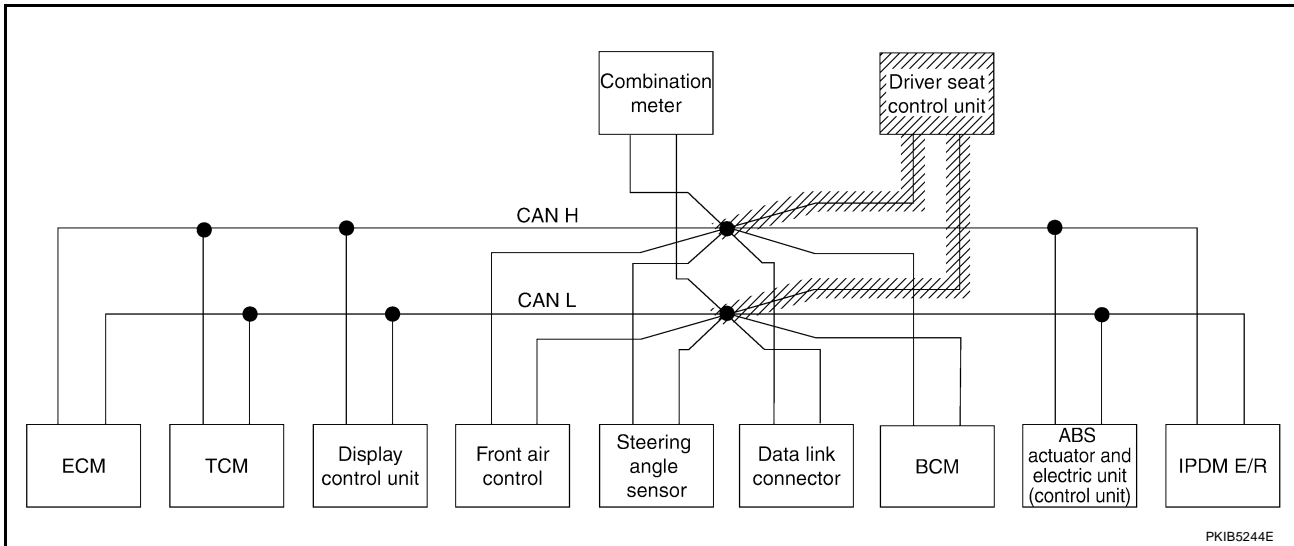 Combination
meter
Driver seat
control unit
CAN H
CAN L
ECM
TCM
Display
control unit
Front air
control
Steering
angle
sensor
Data link
connector
BCM
ABS
actuator and
electric unit
(control unit)
IPDM E/R
PKIB5244E